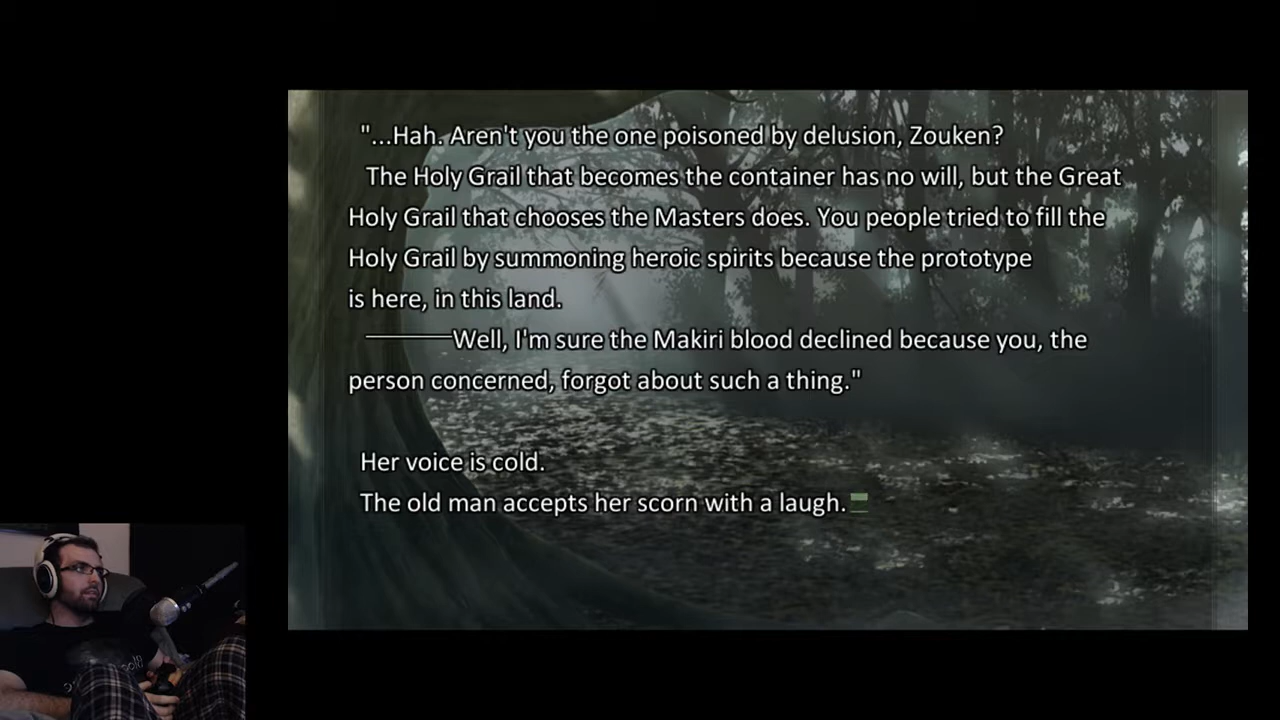 "...Hah. Aren't you the one poisoned by delusion, Zouken?
The Holy Grail that becomes the container has no will, but the Great
Holy Grail that chooses the Masters does. You people tried to fill the
Holy Grail by summoning heroic spirits because the prototype
is here, in this land.
————Well, I'm sure the Makiri blood declined because you, the
person concerned, forgot about such a thing."
Her voice is cold.
The old man accepts her scorn with a laugh.